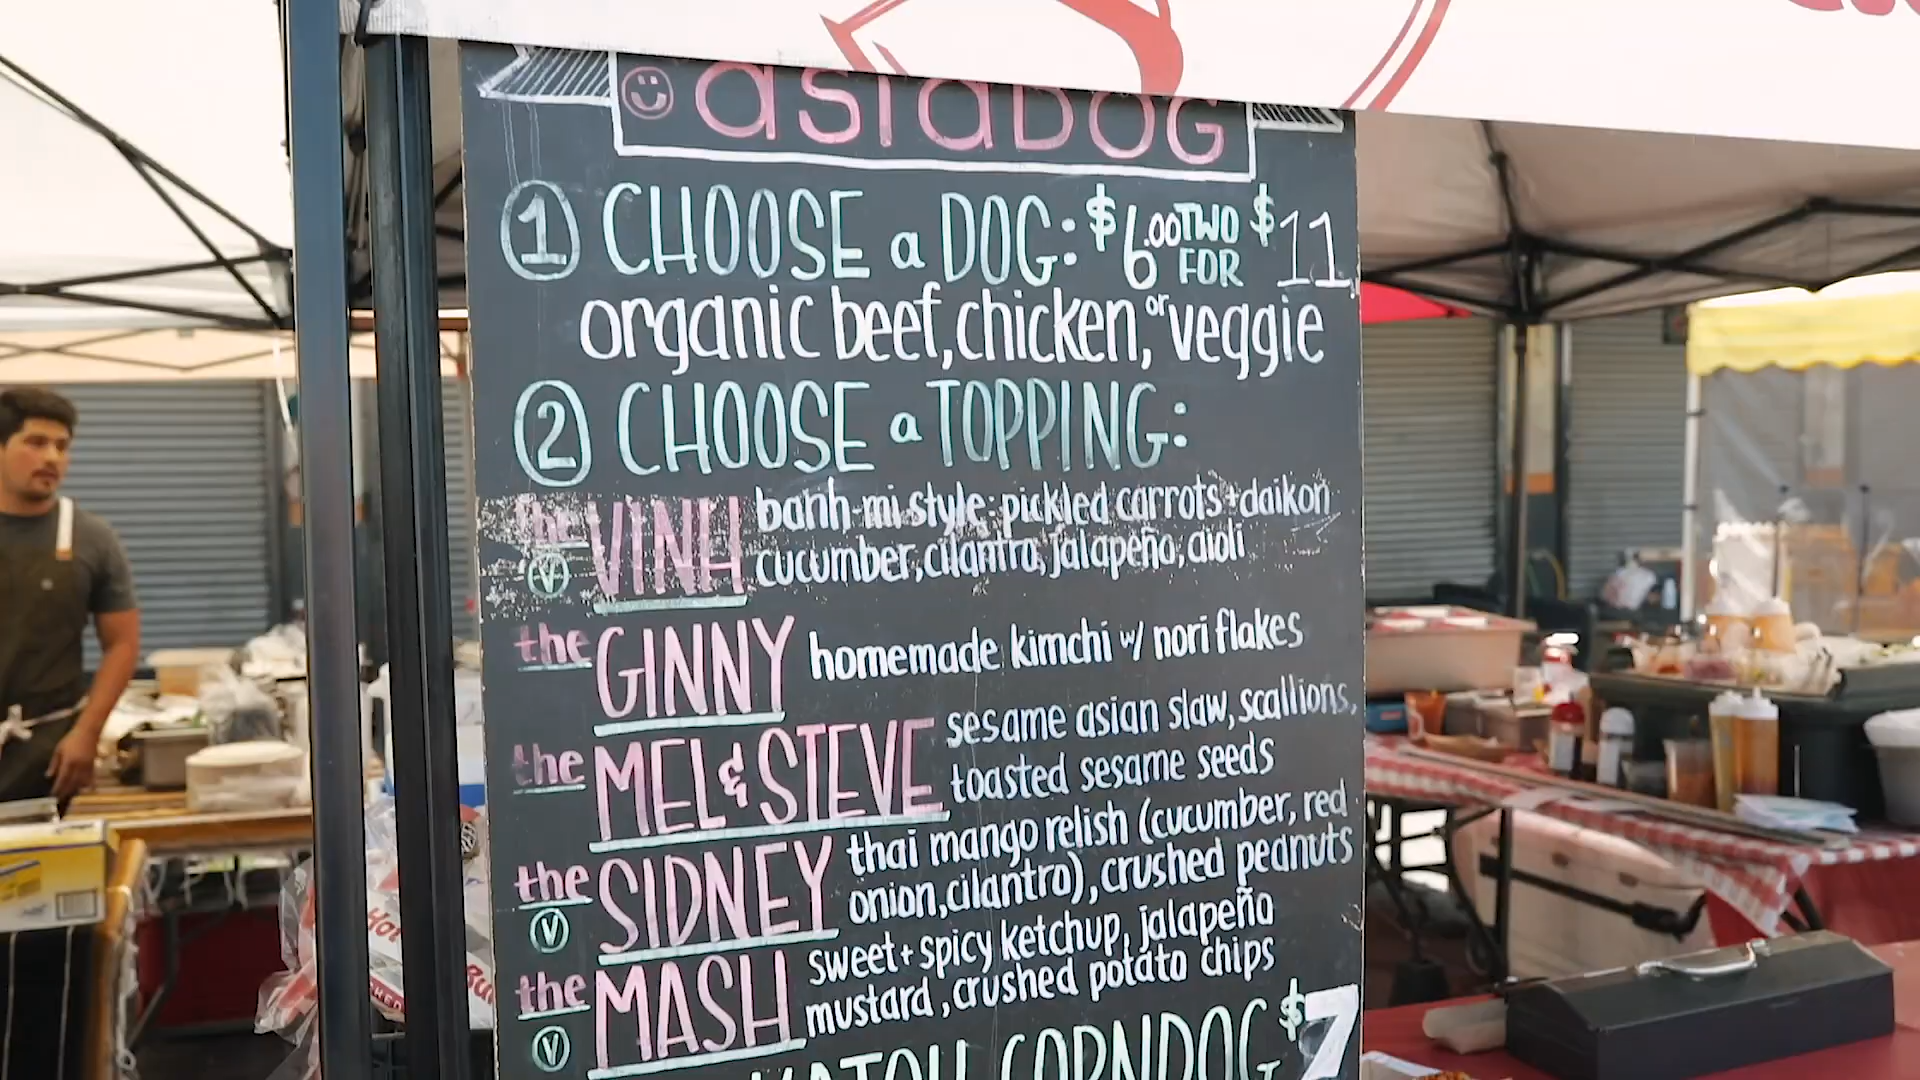 asiaDOG
1 CHOOSE a DOG: $6.00 TWO FOR $11.
organic beef, chicken, or veggie
2 CHOOSE a TOPPING:
the VINH banh-mi style: pickled carrots + daikon
V cucumber, cilantro, jalapeño, aioli
the GINNY homemade kimchi w/ nori flakes
the MEL & STEVE sesame asian slaw, scallions,
toasted sesame seeds
the SIDNEY thai mango relish (cucumber, red
V onion, cilantro), crushed peanuts
the MASH sweet + spicy ketchup, jalapeño
V mustard, crushed potato chips
CORNDOG $7